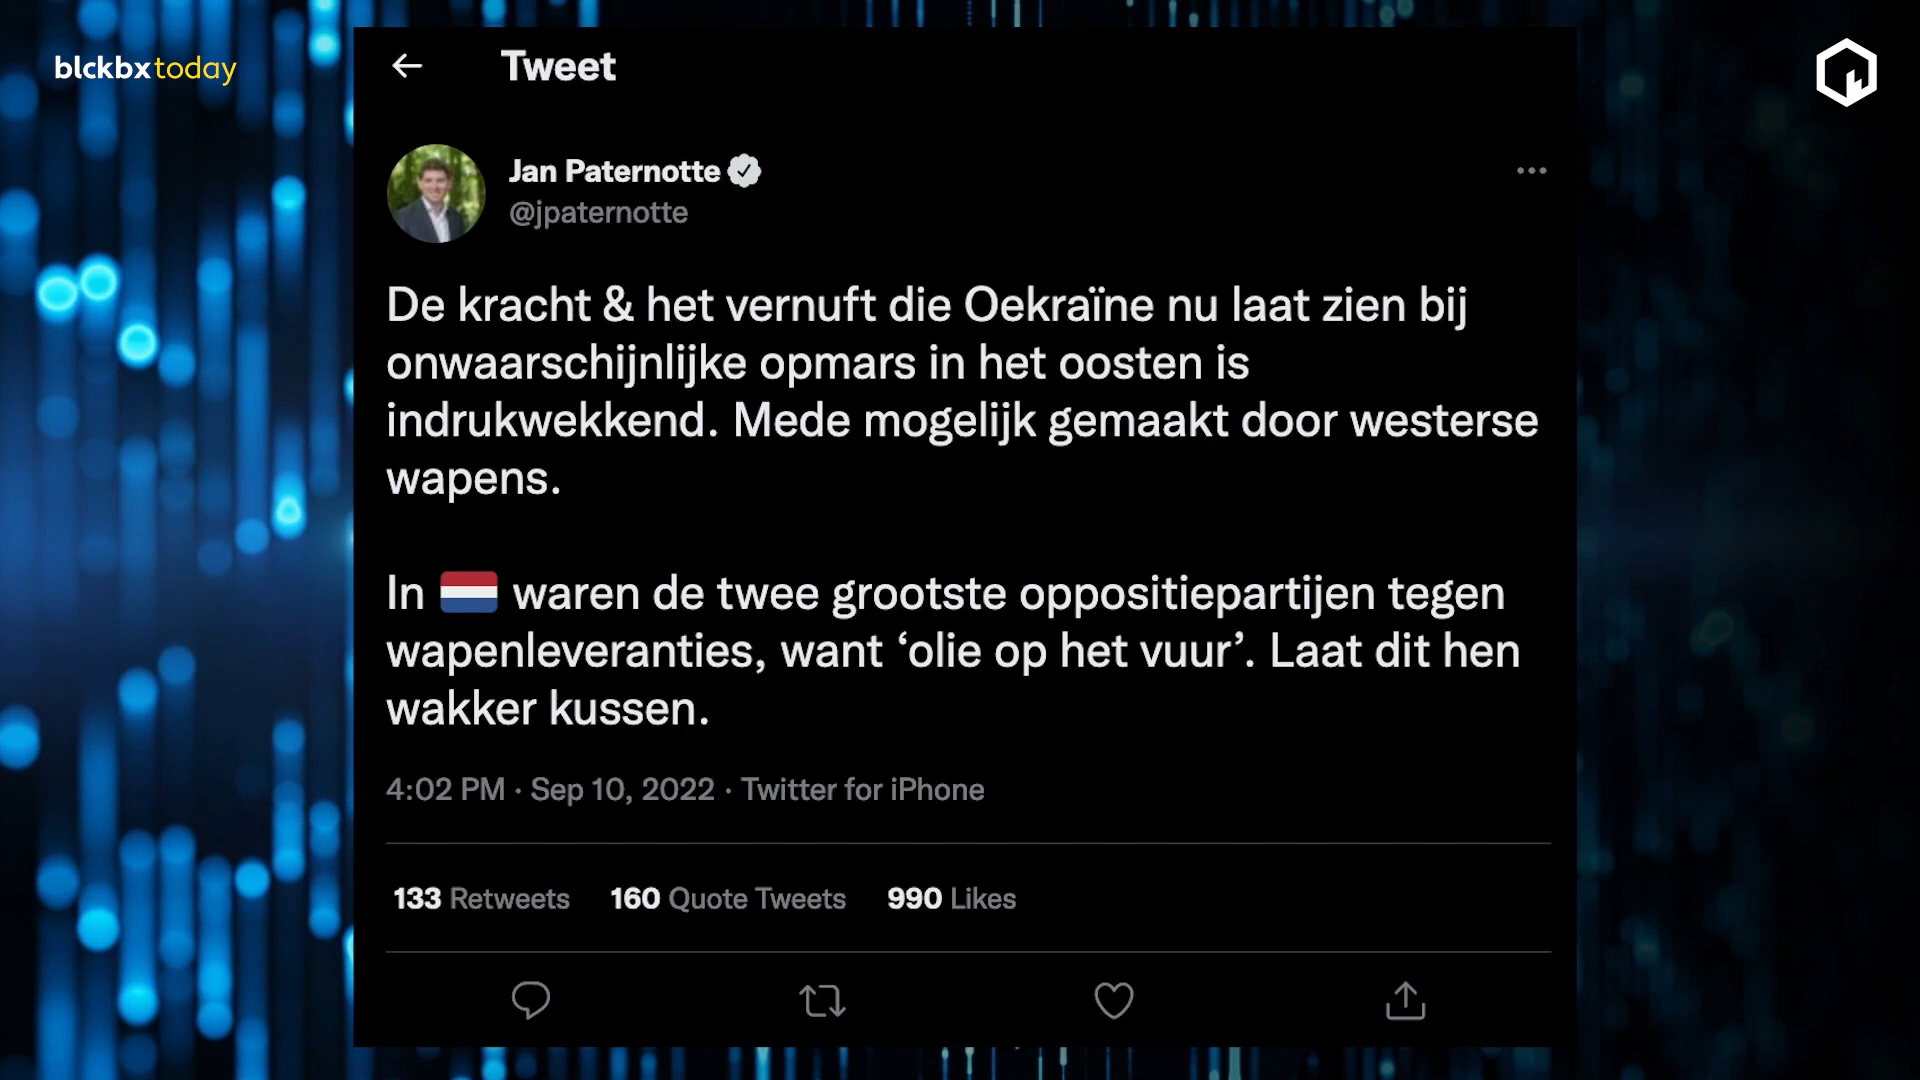 blckbxtoday
Tweet
Jan Paternotte
@jpaternotte
De kracht & het vernuft die Oekraïne nu laat zien bij
onwaarschijnlijke opmars in het oosten is
indrukwekkend. Mede mogelijk gemaakt door westerse
wapens.
In 🇳🇱 waren de twee grootste oppositiepartijen tegen
wapenleveranties, want ‘olie op het vuur’. Laat dit hen
wakker kussen.
4:02 PM · Sep 10, 2022 · Twitter for iPhone
133 Retweets 160 Quote Tweets 990 Likes